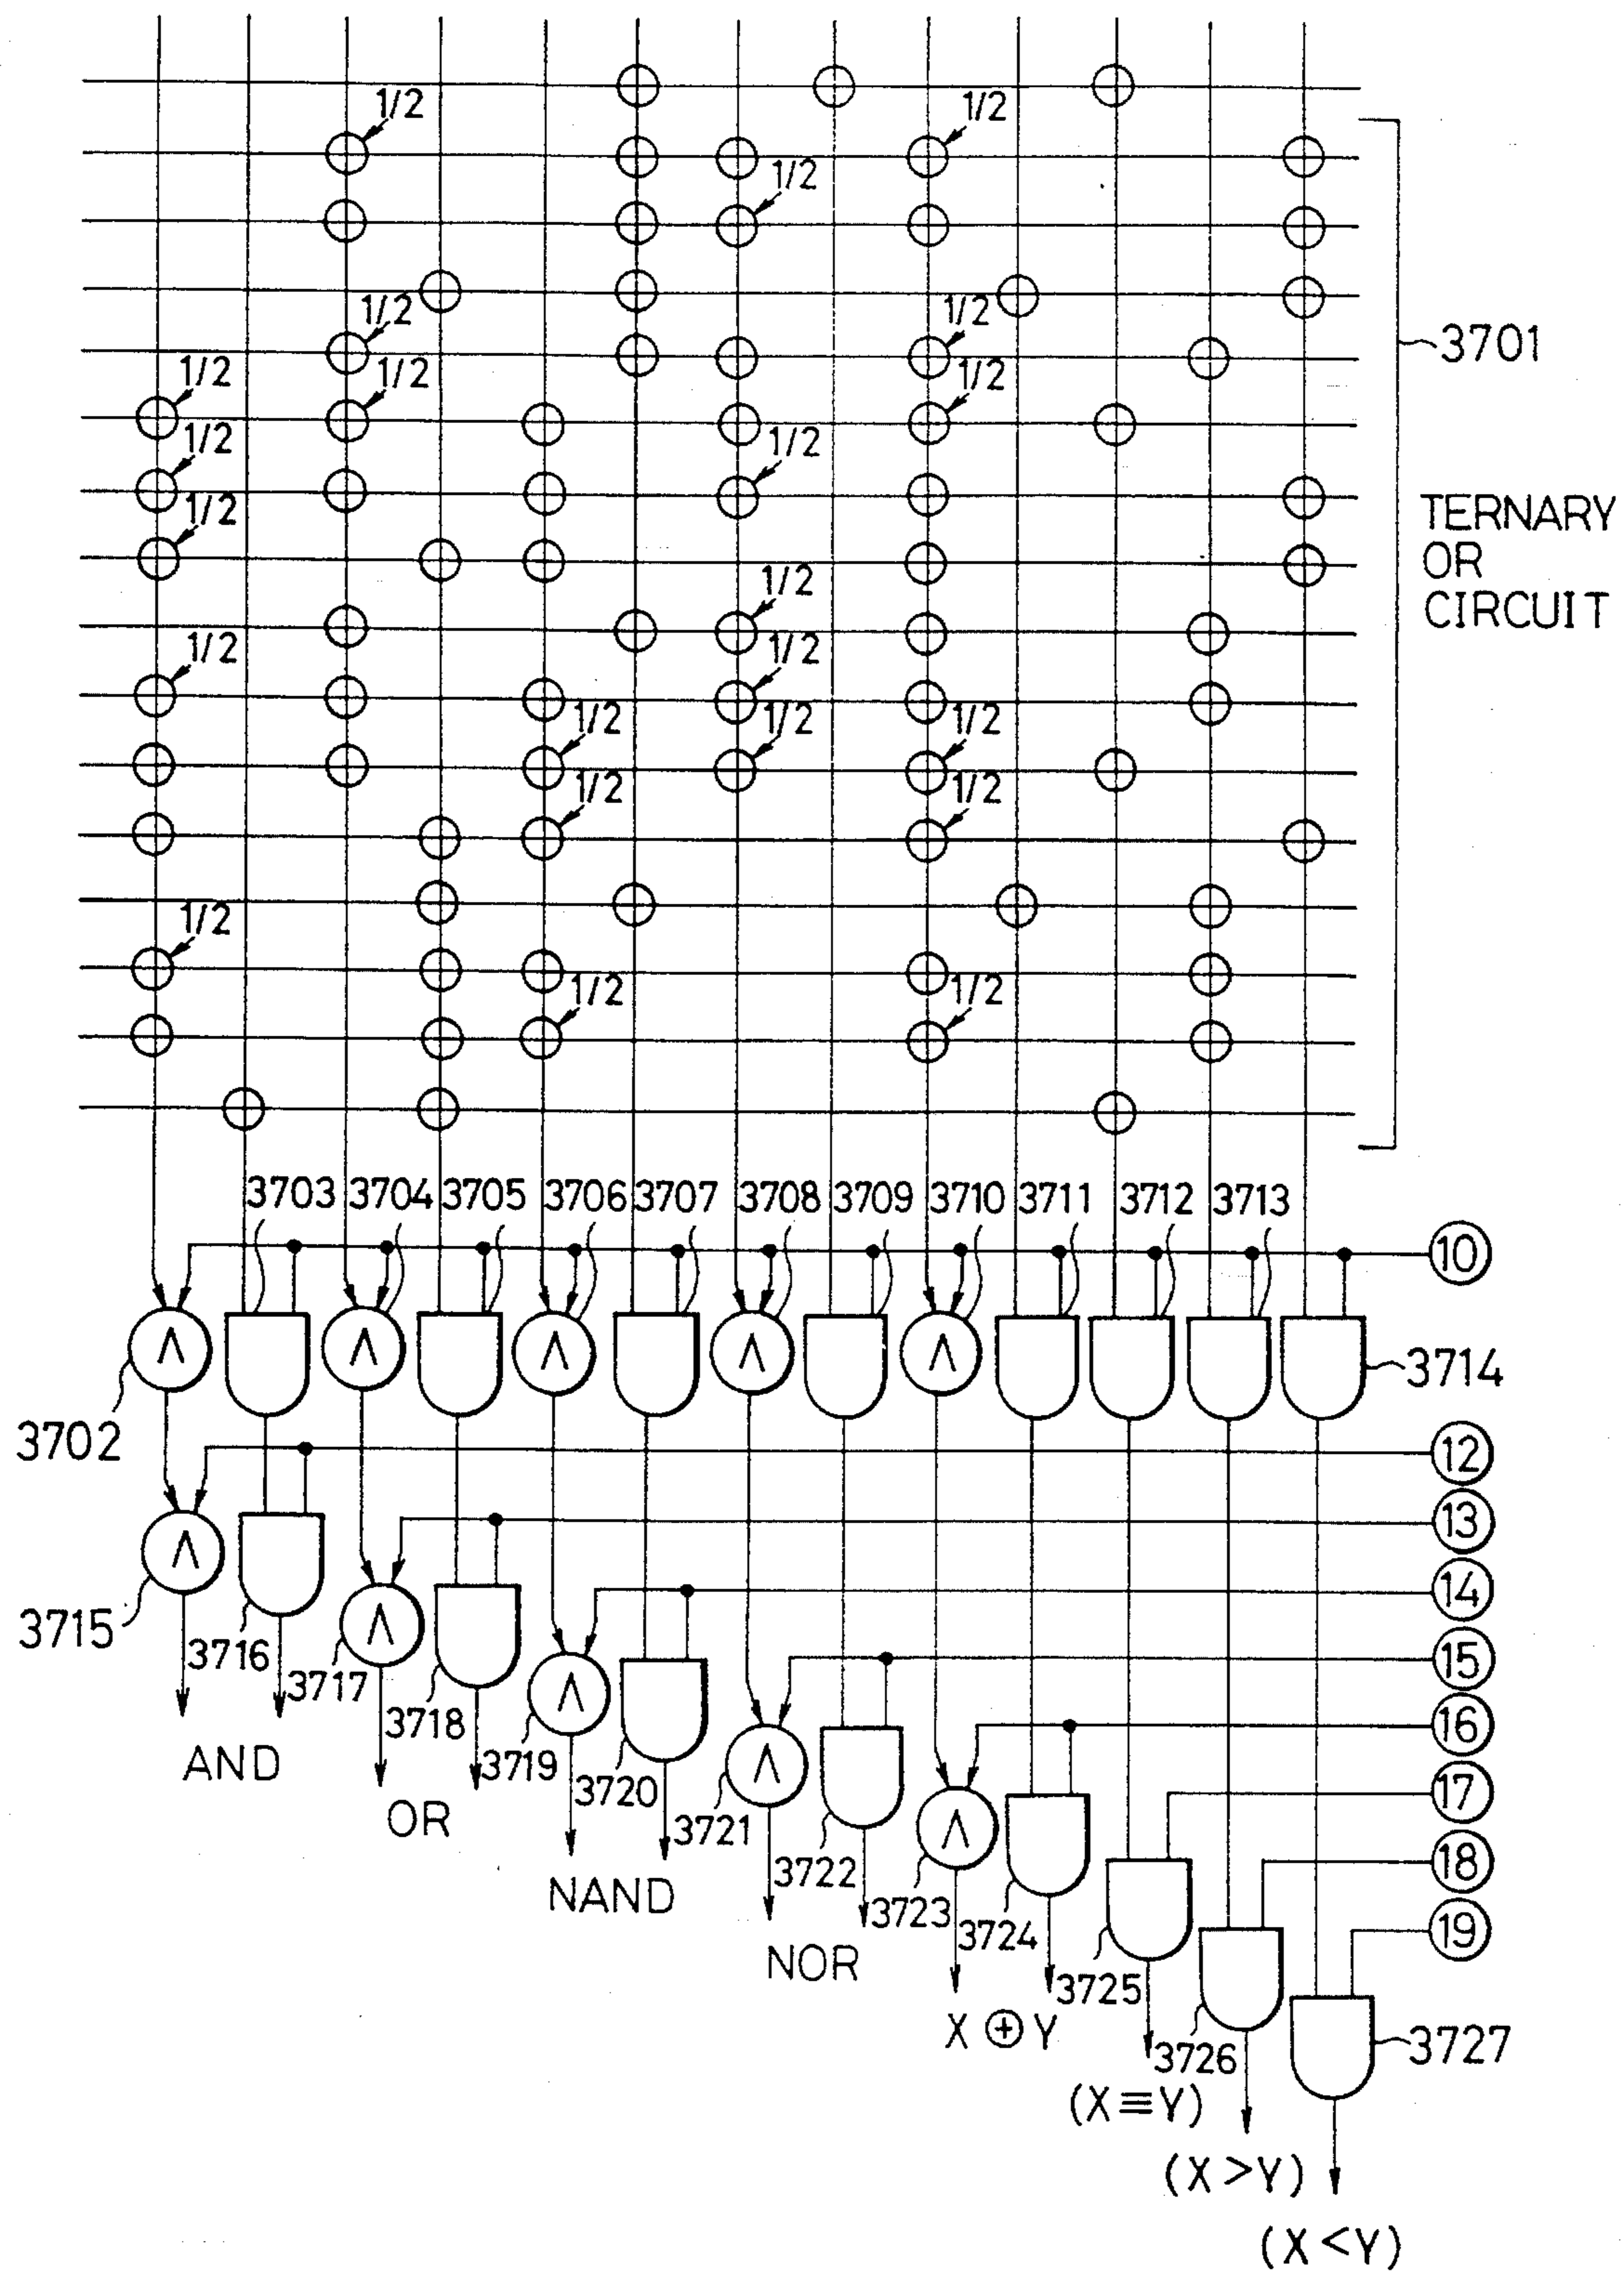 1/2 1/2
1/2
1/2 1/2
3701
1/2 1/2 1/2
1/2 1/2
1/2
TERNARY
OR
CIRCUIT
1/2
1/2 1/2
1/2 1/2 1/2
1/2 1/2
1/2
1/2 1/2
3703 3704 3705 3706 3707 3708 3709 3710 3711 3712 3713
10
Λ Λ Λ Λ Λ
3714
3702
12
13
Λ
14
3715 3716 3717 Λ
15
3718 3719 Λ
16
AND
3720 3721 Λ
17
OR
3722 3723 Λ
18
NAND
3724
19
NOR
3725
X ⊕ Y
3726
3727
(X≡Y)
(X>Y)
(X<Y)